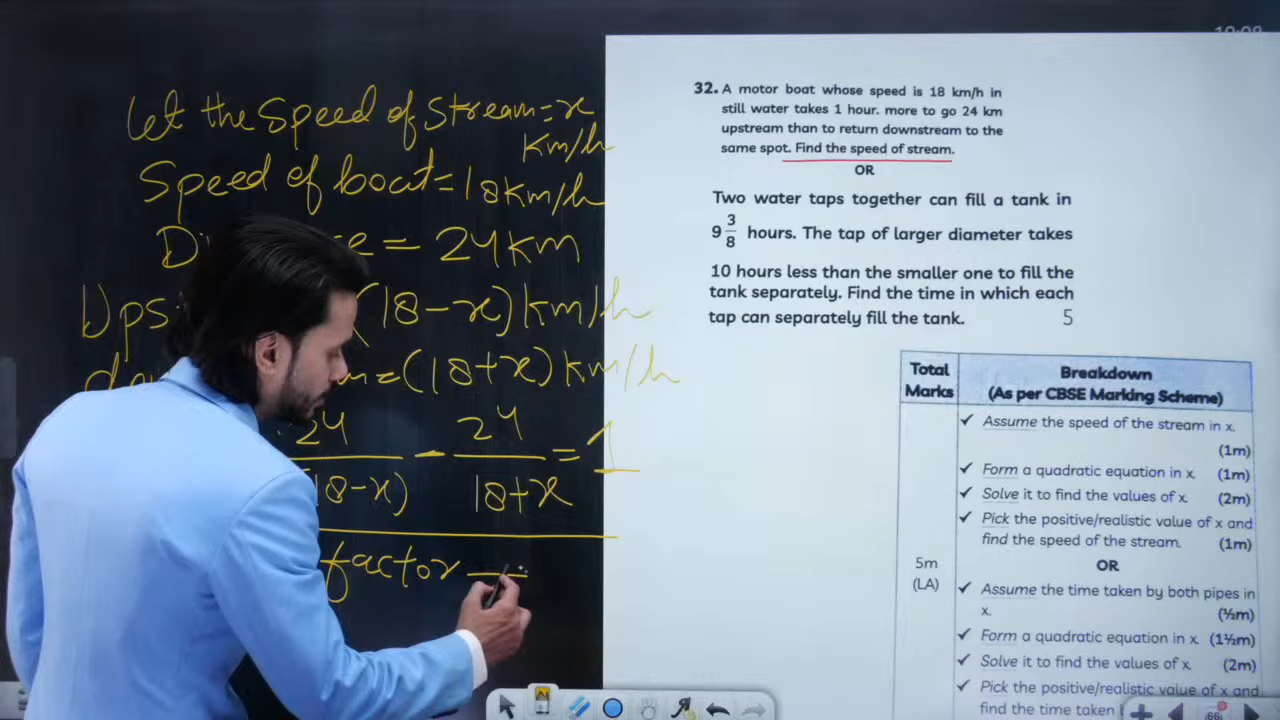 Let the Speed of Stream = x
Km/h
Speed of boat = 18 Km/h
= 24 km
(18 - x) km/h
= (18 + x) km/h
24/(18-x) - 24/18+x = 1
factor
32. A motor boat whose speed is 18 km/h in
still water takes 1 hour. more to go 24 km
upstream than to return downstream to the
same spot. Find the speed of stream.
OR
Two water taps together can fill a tank in
9 3/8 hours. The tap of larger diameter takes
10 hours less than the smaller one to fill the
tank separately. Find the time in which each
tap can separately fill the tank. 5
Total Marks
Breakdown
(As per CBSE Marking Scheme)
5m
(LA)
✓ Assume the speed of the stream in x.
(1m)
✓ Form a quadratic equation in x (1m)
✓ Solve it to find the values of x. (2m)
✓ Pick the positive/realistic value of x and
find the speed of the stream. (1m)
OR
✓ Assume the time taken by both pipes in
x. (½m)
✓ Form a quadratic equation in x (1½m)
✓ Solve it to find the values of x (2m)
✓ Pick the positive/realistic value of x and
find the time taken